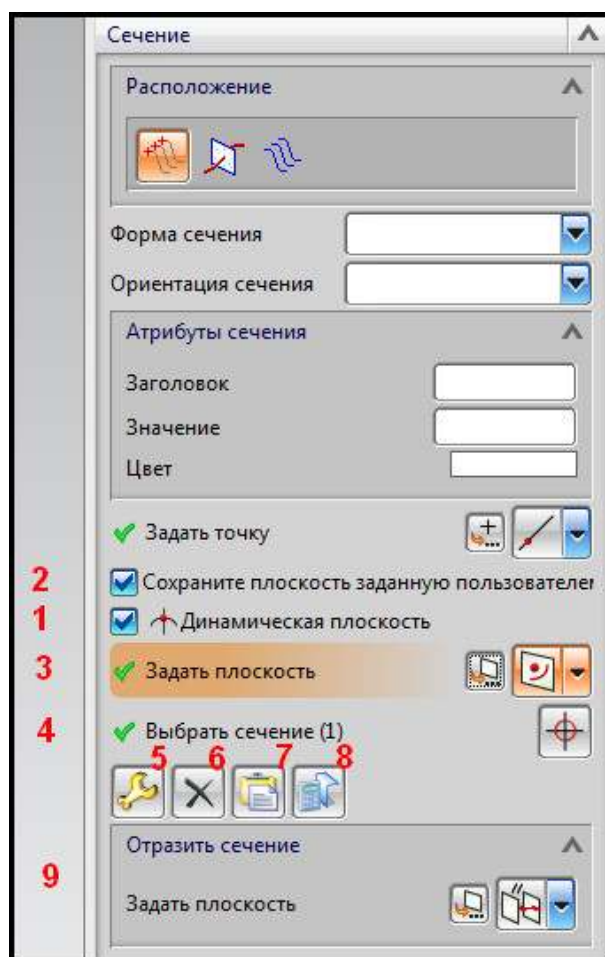 Сечение
Расположение
Форма сечения
Ориентация сечения
Атрибуты сечения
Заголовок
Значение
Цвет
Задать точку
2 Сохраните плоскость заданную пользователем
1 Динамическая плоскость
3 Задать плоскость
4 Выбрать сечение (1)
5 6 7 8
Отразить сечение
9
Задать плоскость